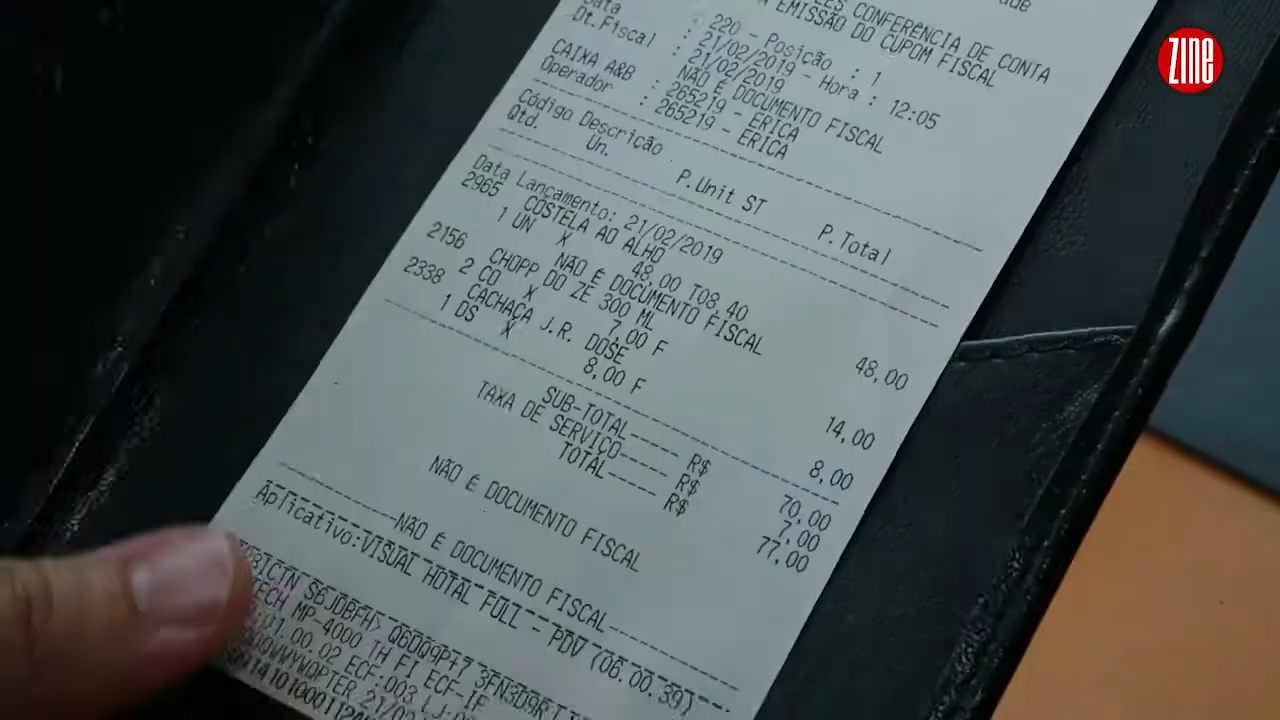 CONFERENCIA DE CONTA
EMISSÃO DO CUPOM FISCAL
220 - Posição : 1
Data : 21/02/2019 - Hora : 12:05
Dt.Fiscal : 21/02/2019
NÃO É DOCUMENTO FISCAL
CAIXA A&B : 265219 - ERICA
Operador : 265219 - ERICA
Código Descrição
Qtd. Un. P.Unit ST P.Total
Data Lançamento: 21/02/2019
2965 COSTELA AO ALHO
1 UN X 48,00 T08,40 48,00
NÃO É DOCUMENTO FISCAL
2156 CHOPP DO ZE 300 ML
2 CO X 7,00 F 14,00
2338 CACHAÇA J.R. DOSE
1 DS X 8,00 F 8,00
SUB-TOTAL------ R$ 70,00
TAXA DE SERVIÇO------ R$ 7,00
TOTAL------ R$ 77,00
NÃO É DOCUMENTO FISCAL
NÃO É DOCUMENTO FISCAL
Aplicativo:VISUAL HOTAL FULL - PDV (06.00.39)
MP-4000 TH FI ECF-IF
ECF:003
ZINE